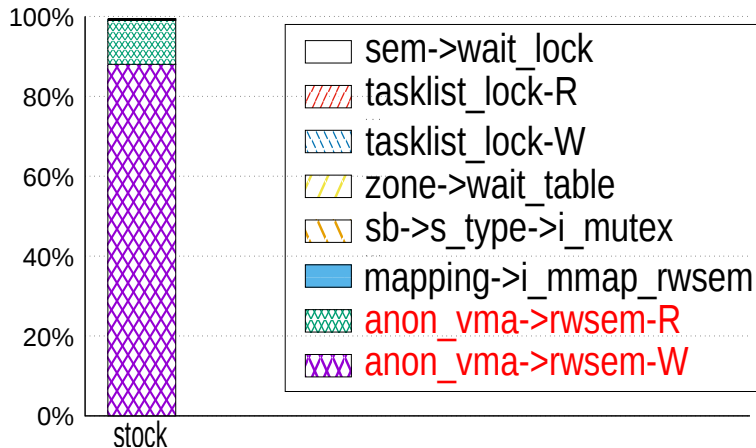 100%
80%
60%
40%
20%
0%
stock
sem->wait_lock
tasklist_lock-R
tasklist_lock-W
zone->wait_table
sb->s_type->i_mutex
mapping->i_mmap_rwsem
anon_vma->rwsem-R
anon_vma->rwsem-W